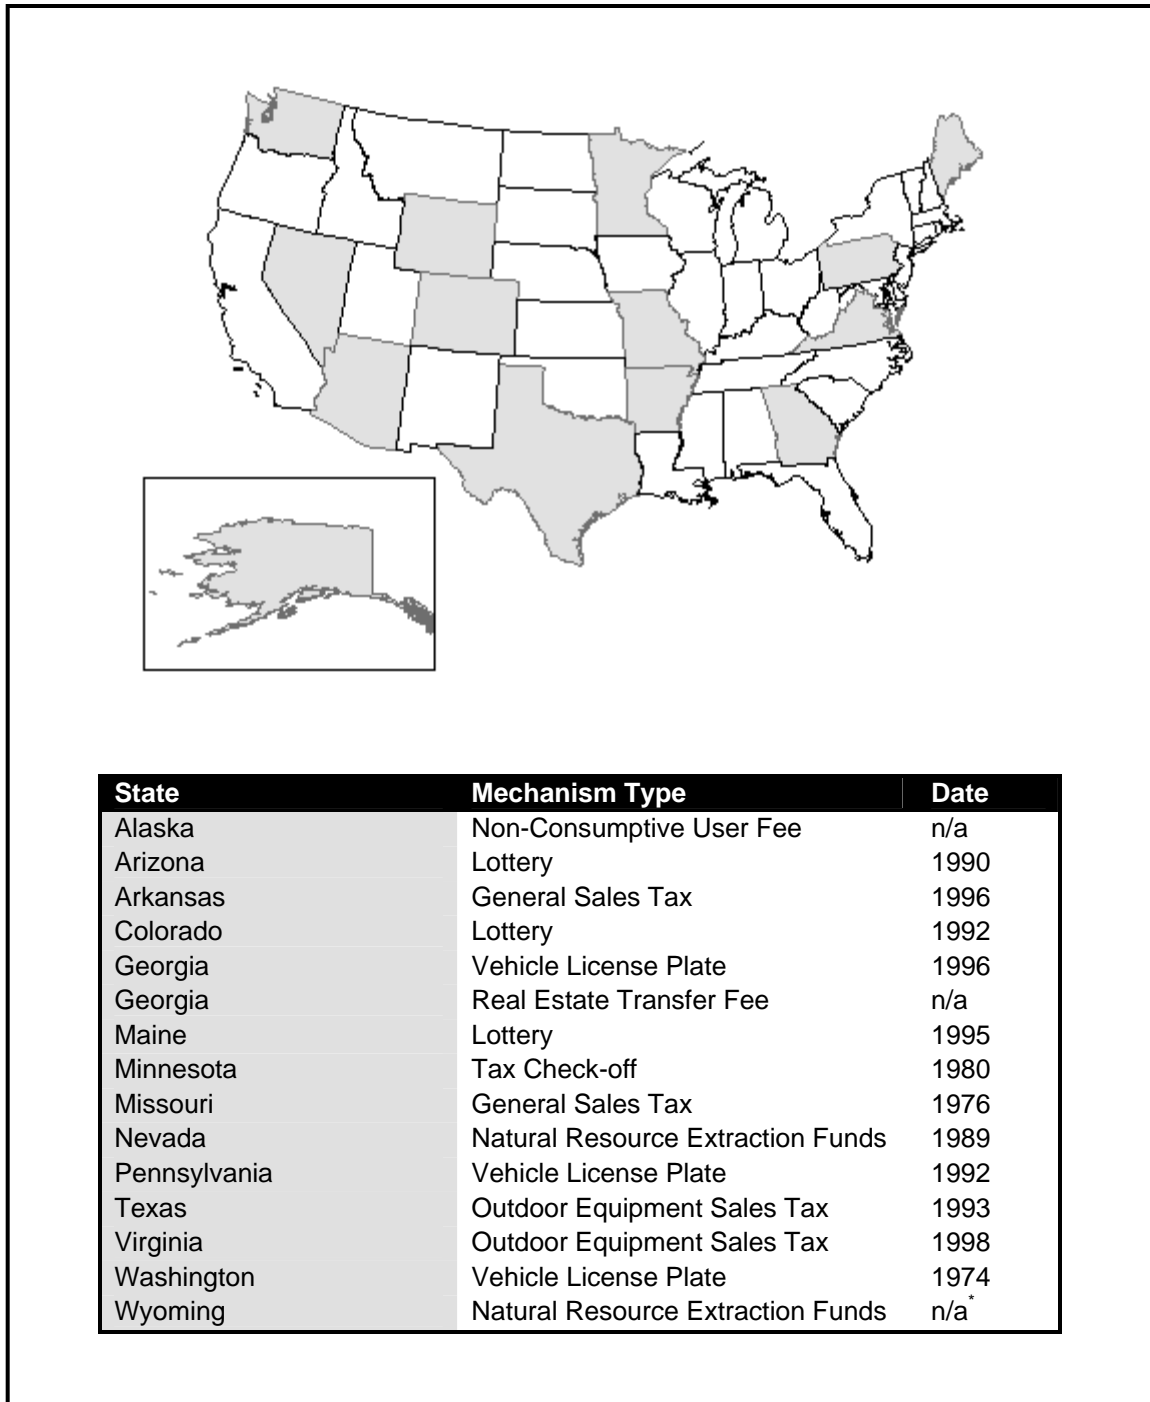 State Mechanism Type Date
Alaska Non-Consumptive User Fee n/a
Arizona Lottery 1990
Arkansas General Sales Tax 1996
Colorado Lottery 1992
Georgia Vehicle License Plate 1996
Georgia Real Estate Transfer Fee n/a
Maine Lottery 1995
Minnesota Tax Check-off 1980
Missouri General Sales Tax 1976
Nevada Natural Resource Extraction Funds 1989
Pennsylvania Vehicle License Plate 1992
Texas Outdoor Equipment Sales Tax 1993
Virginia Outdoor Equipment Sales Tax 1998
Washington Vehicle License Plate 1974
Wyoming Natural Resource Extraction Funds n/a*